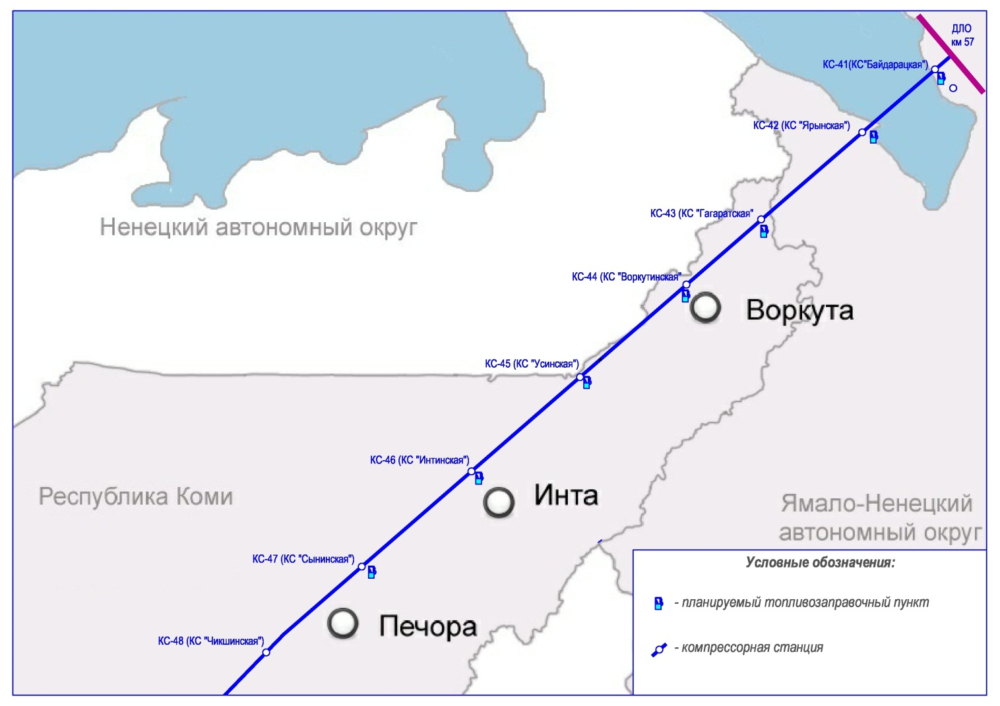 ДЛО
км 57
КС-41(КС"Байдарацкая")
КС-42 (КС "Ярынская")
КС-43 (КС "Гагаратская"
Ненецкий автономный округ
КС-44 (КС "Воркутинская"
Воркута
КС-45 (КС "Усинская")
КС-46 (КС "Интинская")
Инта
Республика Коми
Ямало-Ненецкий
автономный округ
КС-47 (КС "Сынинская")
Печора
КС-48 (КС "Чикшинская")
Условные обозначения:
- планируемый топливозаправочный пункт
- компрессорная станция